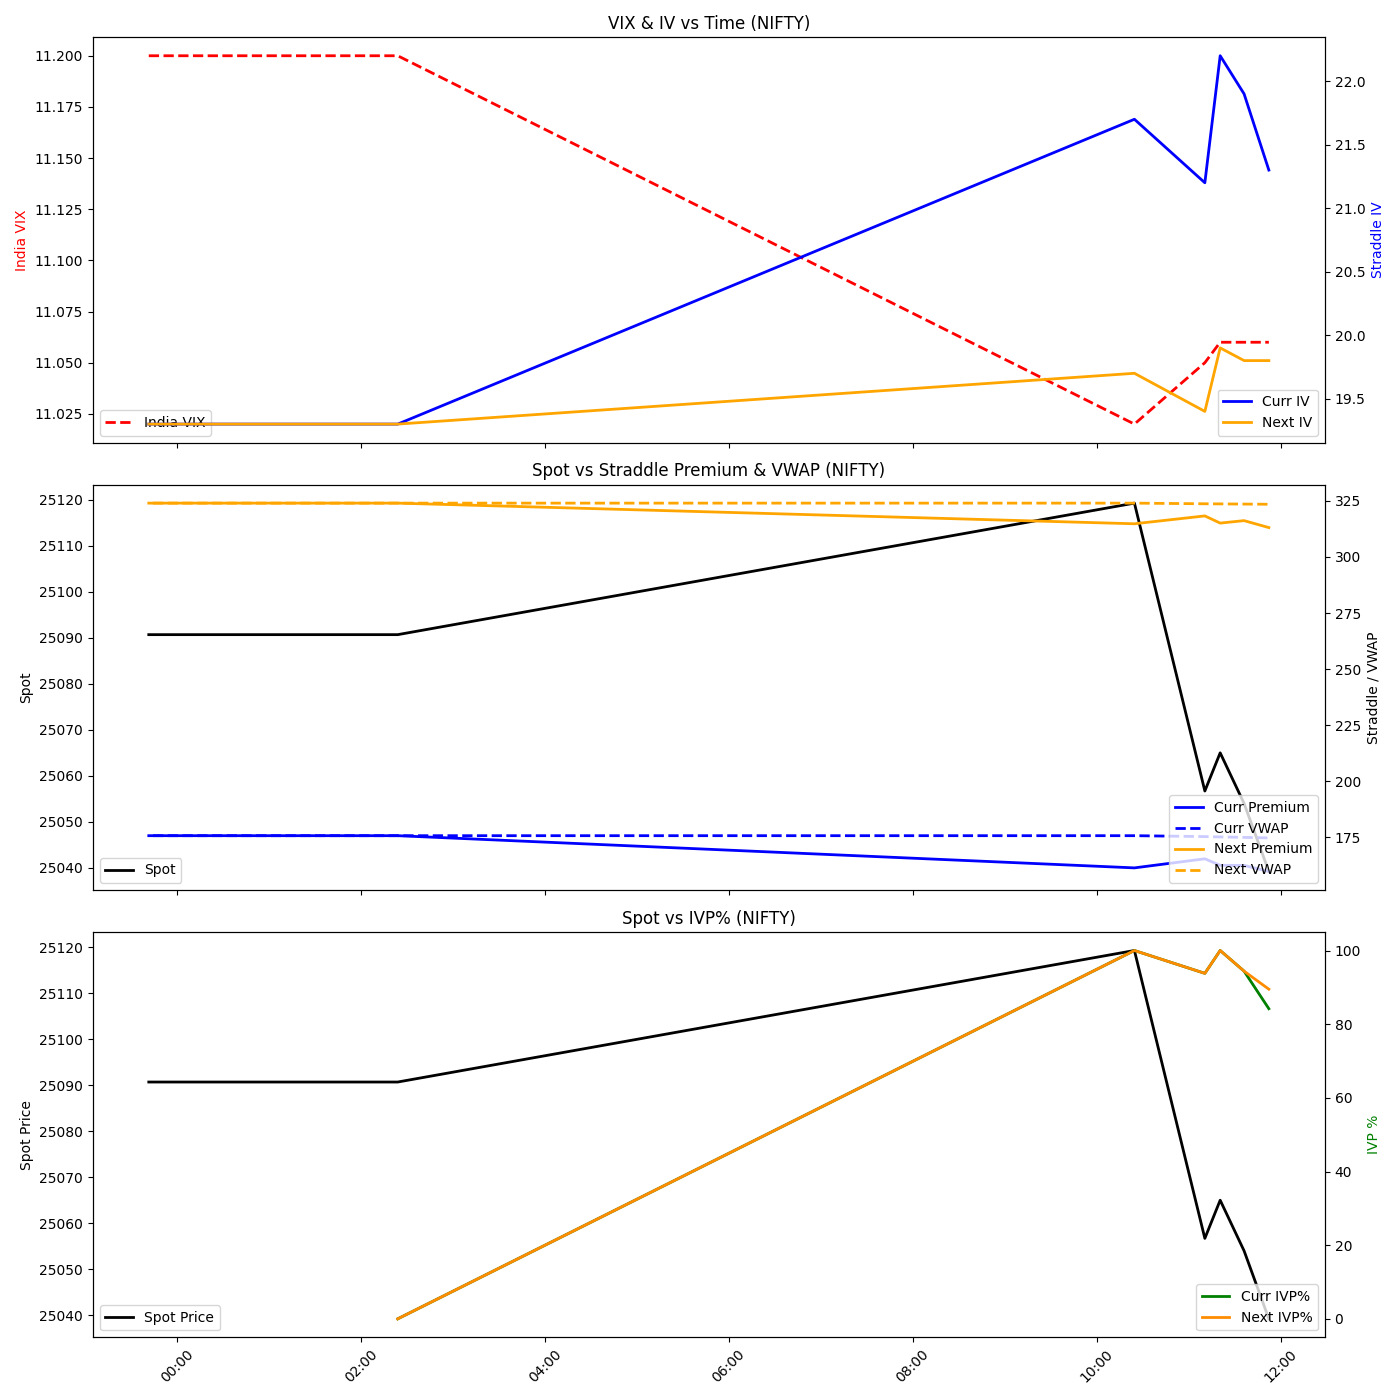 VIX & IV vs Time (NIFTY)
11.200
11.175
11.150
11.125
11.100
11.075
11.050
11.025
India VIX
22.0
21.5
21.0
20.5
20.0
19.5
Straddle IV
India VIX
Curr IV
Next IV
Spot vs Straddle Premium & VWAP (NIFTY)
25120
25110
25100
25090
25080
25070
25060
25050
25040
Spot
325
300
275
250
225
200
175
Straddle / VWAP
Spot
Curr Premium
Curr VWAP
Next Premium
Next VWAP
Spot vs IVP% (NIFTY)
25120
25110
25100
25090
25080
25070
25060
25050
25040
Spot Price
100
80
60
40
20
0
IVP %
Spot Price
Curr IVP%
Next IVP%
00:00
02:00
04:00
06:00
08:00
10:00
12:00